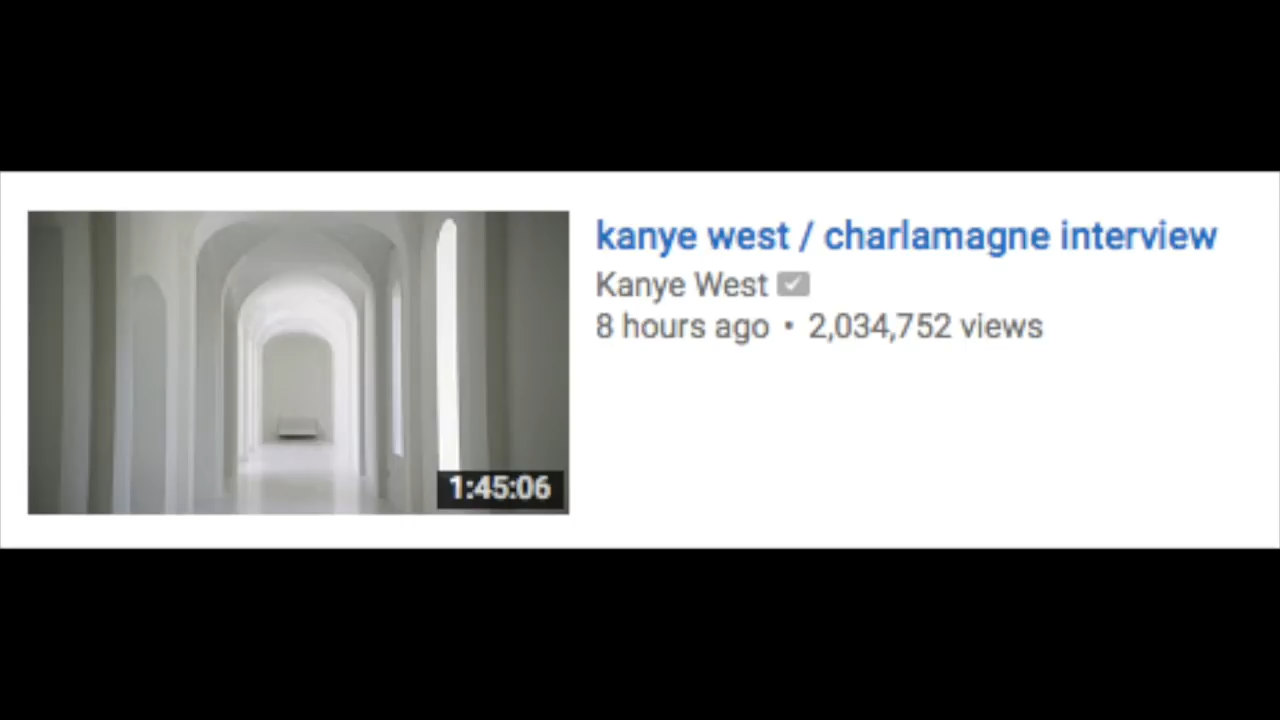 kanye west / charlamagne interview
Kanye West
8 hours ago • 2,034,752 views
1:45:06